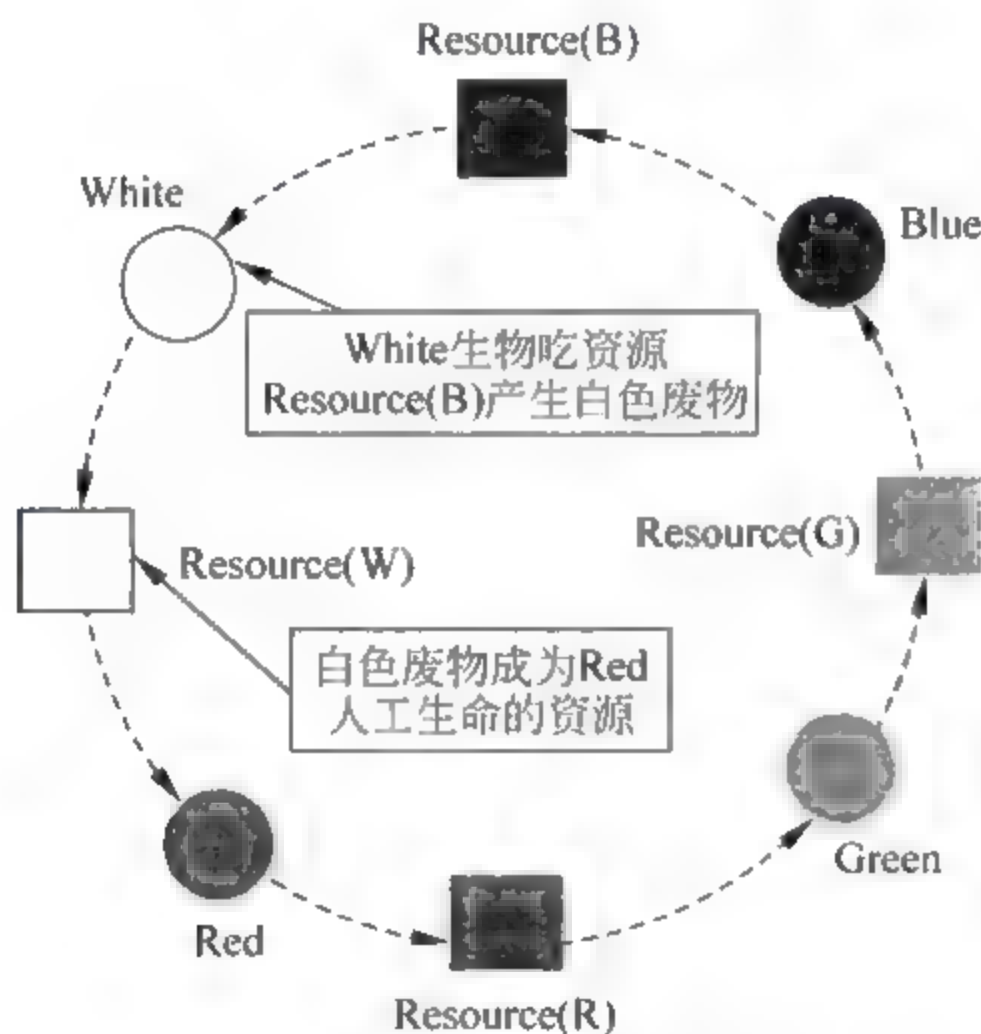 Resource(B)
White
Blue
White生物吃资源
Resource(B)产生白色废物
Resource(G)
Resource(W)
白色废物成为Red
人工生命的资源
Green
Red
Resource(R)